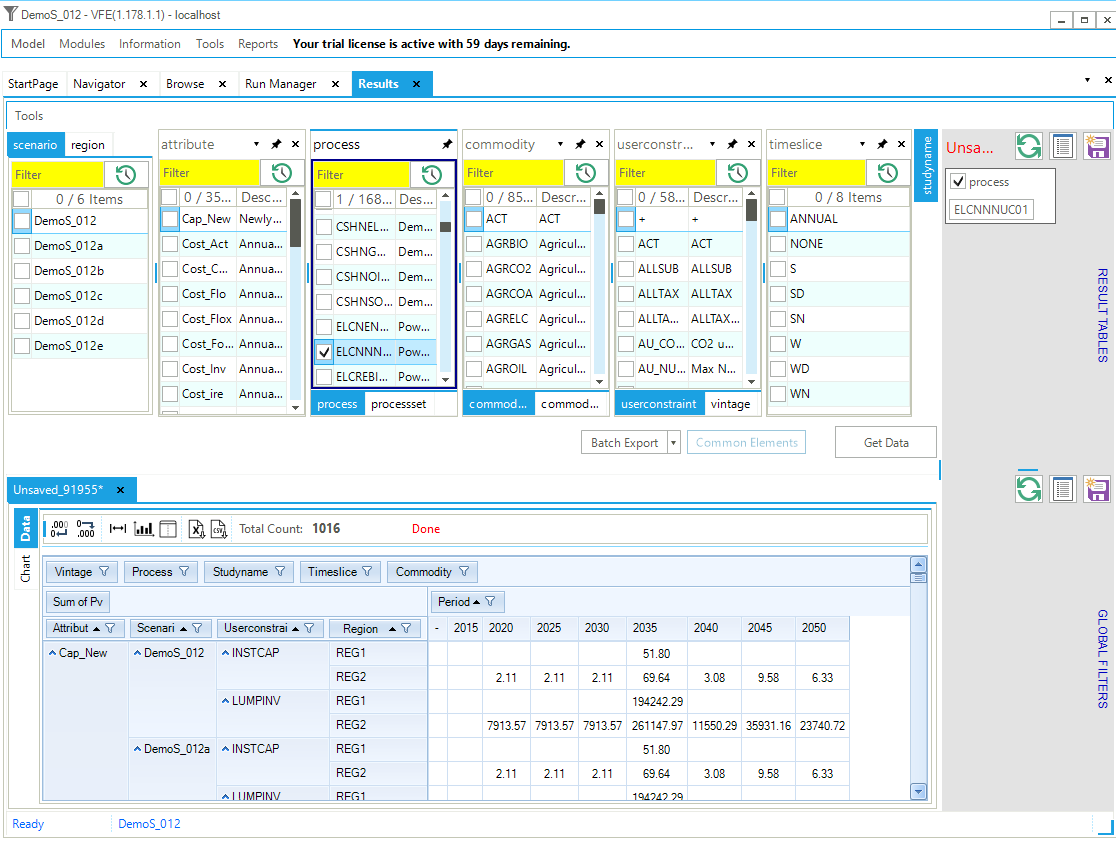 DemoS_012 - VFE(1.178.1.1) - localhost
Model Modules Information Tools Reports Your trial license is active with 59 days remaining.
StartPage Navigator Browse Run Manager Results
Tools
scenario region
Filter
0 / 6 Items
DemoS_012
DemoS_012a
DemoS_012b
DemoS_012c
DemoS_012d
DemoS_012e
attribute
Filter
0 / 35... Descr...
Cap_New Newly...
Cost_Act Annua...
Cost_C... Annua...
Cost_Flo Annua...
Cost_Flox Annua...
Cost_Fo... Annua...
Cost_Inv Annua...
Cost_ire Annua...
process
Filter
1 / 168... Des...
CSHNEL... Dem...
CSHNG... Dem...
CSHNOI... Dem...
CSHNSO... Dem...
ELCNEN... Pow...
ELCNNN... Pow...
ELCREBI... Pow...
process processset
commodity
Filter
0 / 85... Descr...
ACT ACT
AGRBIO Agricul...
AGRCO2 Agricul...
AGRCOA Agricul...
AGRELC Agricul...
AGRGAS Agricul...
AGROIL Agricul...
commod... commod...
userconstr...
Filter
0 / 58... Descr...
+ +
ACT ACT
ALLSUB ALLSUB
ALLTAX ALLTAX
ALLTA... ALLTAX...
AU_CO... CO2 u...
AU_NU... Max N...
userconstraint vintage
timeslice
Filter
0 / 8 Items
ANNUAL
NONE
S
SD
SN
W
WD
WN
studyname
Unsa...
process
ELCNNNUC01
RESULT TABLES
Batch Export Common Elements Get Data
Unsaved_91955*
Data
Chart
.000 .000 Total Count: 1016 Done
Vintage Process Studyname Timeslice Commodity
Sum of Pv Period
Attribut Scenari Userconstrai Region - 2015 2020 2025 2030 2035 2040 2045 2050
Cap_New DemoS_012 INSTCAP REG1 51.80
REG2 2.11 2.11 2.11 69.64 3.08 9.58 6.33
LUMPINV REG1 194242.29
REG2 7913.57 7913.57 7913.57 261147.97 11550.29 35931.16 23740.72
DemoS_012a INSTCAP REG1 51.80
REG2 2.11 2.11 2.11 69.64 3.08 9.58 6.33
LUMPINV REG1 194242.29
GLOBAL FILTERS
Ready DemoS_012